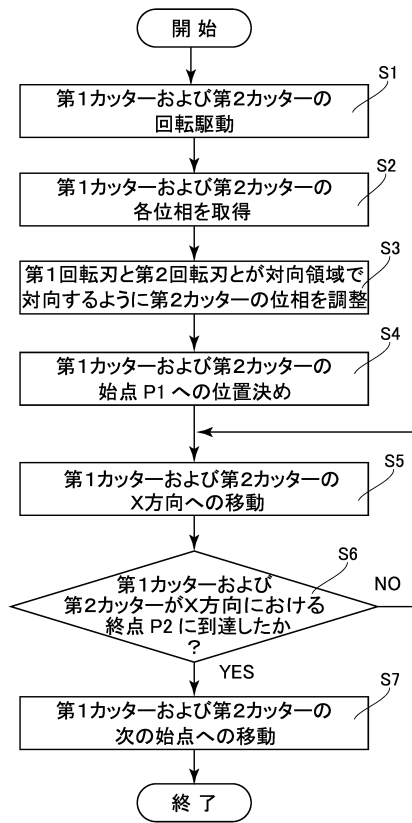 開 始
S1
第1カッターおよび第2カッターの
回転駆動
S2
第1カッターおよび第2カッターの
各位相を取得
S3
第1回転刃と第2回転刃とが対向領域で
対向するように第2カッターの位相を調整
S4
第1カッターおよび第2カッターの
始点 P1 への位置決め
S5
第1カッターおよび第2カッターの
X方向への移動
S6
第1カッターおよび
第2カッターがX方向における
終点 P2 に到達したか
?
NO
YES
S7
第1カッターおよび第2カッターの
次の始点への移動
終 了